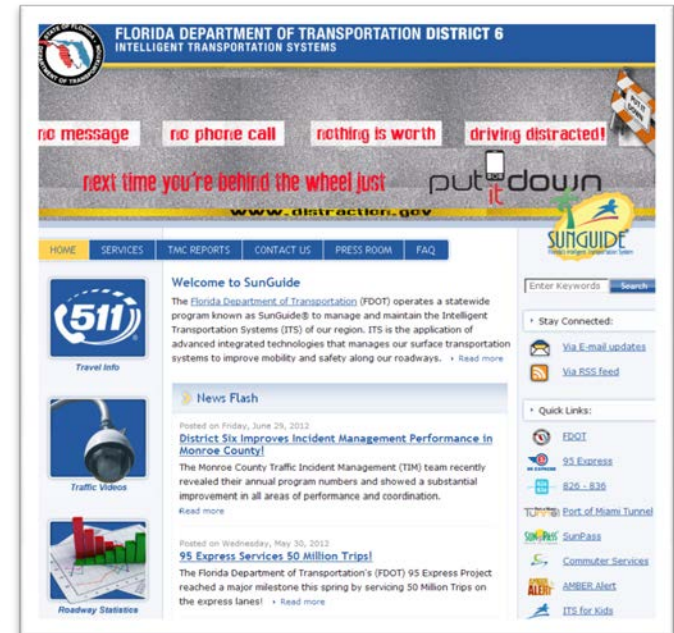 FLORIDA DEPARTMENT OF TRANSPORTATION DISTRICT 6
INTELLIGENT TRANSPORTATION SYSTEMS
STATE OF FLORIDA
DEPARTMENT OF TRANSPORTATION
PUT IT DOWN
no message no phone call nothing is worth driving distracted!
next time you're behind the wheel just put it down
www.distraction.gov
SUNGUIDE
HOME SERVICES TMC REPORTS CONTACT US PRESS ROOM FAQ
511
Travel Info
Traffic Videos
Roadway Statistics
Welcome to SunGuide
The Florida Department of Transportation (FDOT) operates a statewide
program known as SunGuide® to manage and maintain the Intelligent
Transportation Systems (ITS) of our region. ITS is the application of
advanced integrated technologies that manages our surface transportation
systems to improve mobility and safety along our roadways. Read more
News Flash
Posted on Friday, June 29, 2012
District Six Improves Incident Management Performance in
Monroe County!
The Monroe County Traffic Incident Management (TIM) team recently
revealed their annual program numbers and showed a substantial
improvement in all areas of performance and coordination.
Read more
Posted on Wednesday, May 30, 2012
95 Express Services 50 Million Trips!
The Florida Department of Transportation's (FDOT) 95 Express Project
reached a major milestone this spring by servicing 50 Million Trips on
the express lanes! Read more
Enter Keywords Search
Stay Connected:
Via E-mail updates
Via RSS feed
Quick Links:
FDOT
95 Express
826 - 836
Port of Miami Tunnel
SunPass
Commuter Services
AMBER Alert
ITS for Kids